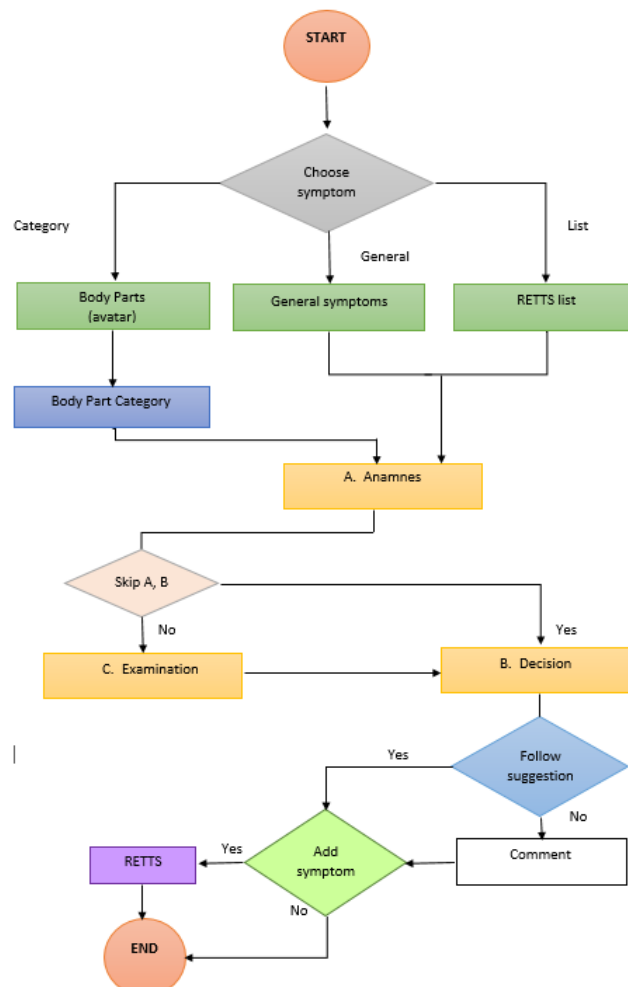 START
Choose
symptom
Category
General
List
Body Parts
(avatar)
General symptoms
RETTS list
Body Part Category
A. Anamnes
Skip A, B
No
Yes
C. Examination
B. Decision
Yes
Follow
suggestion
No
Comment
Add
symptom
Yes
RETTS
No
END